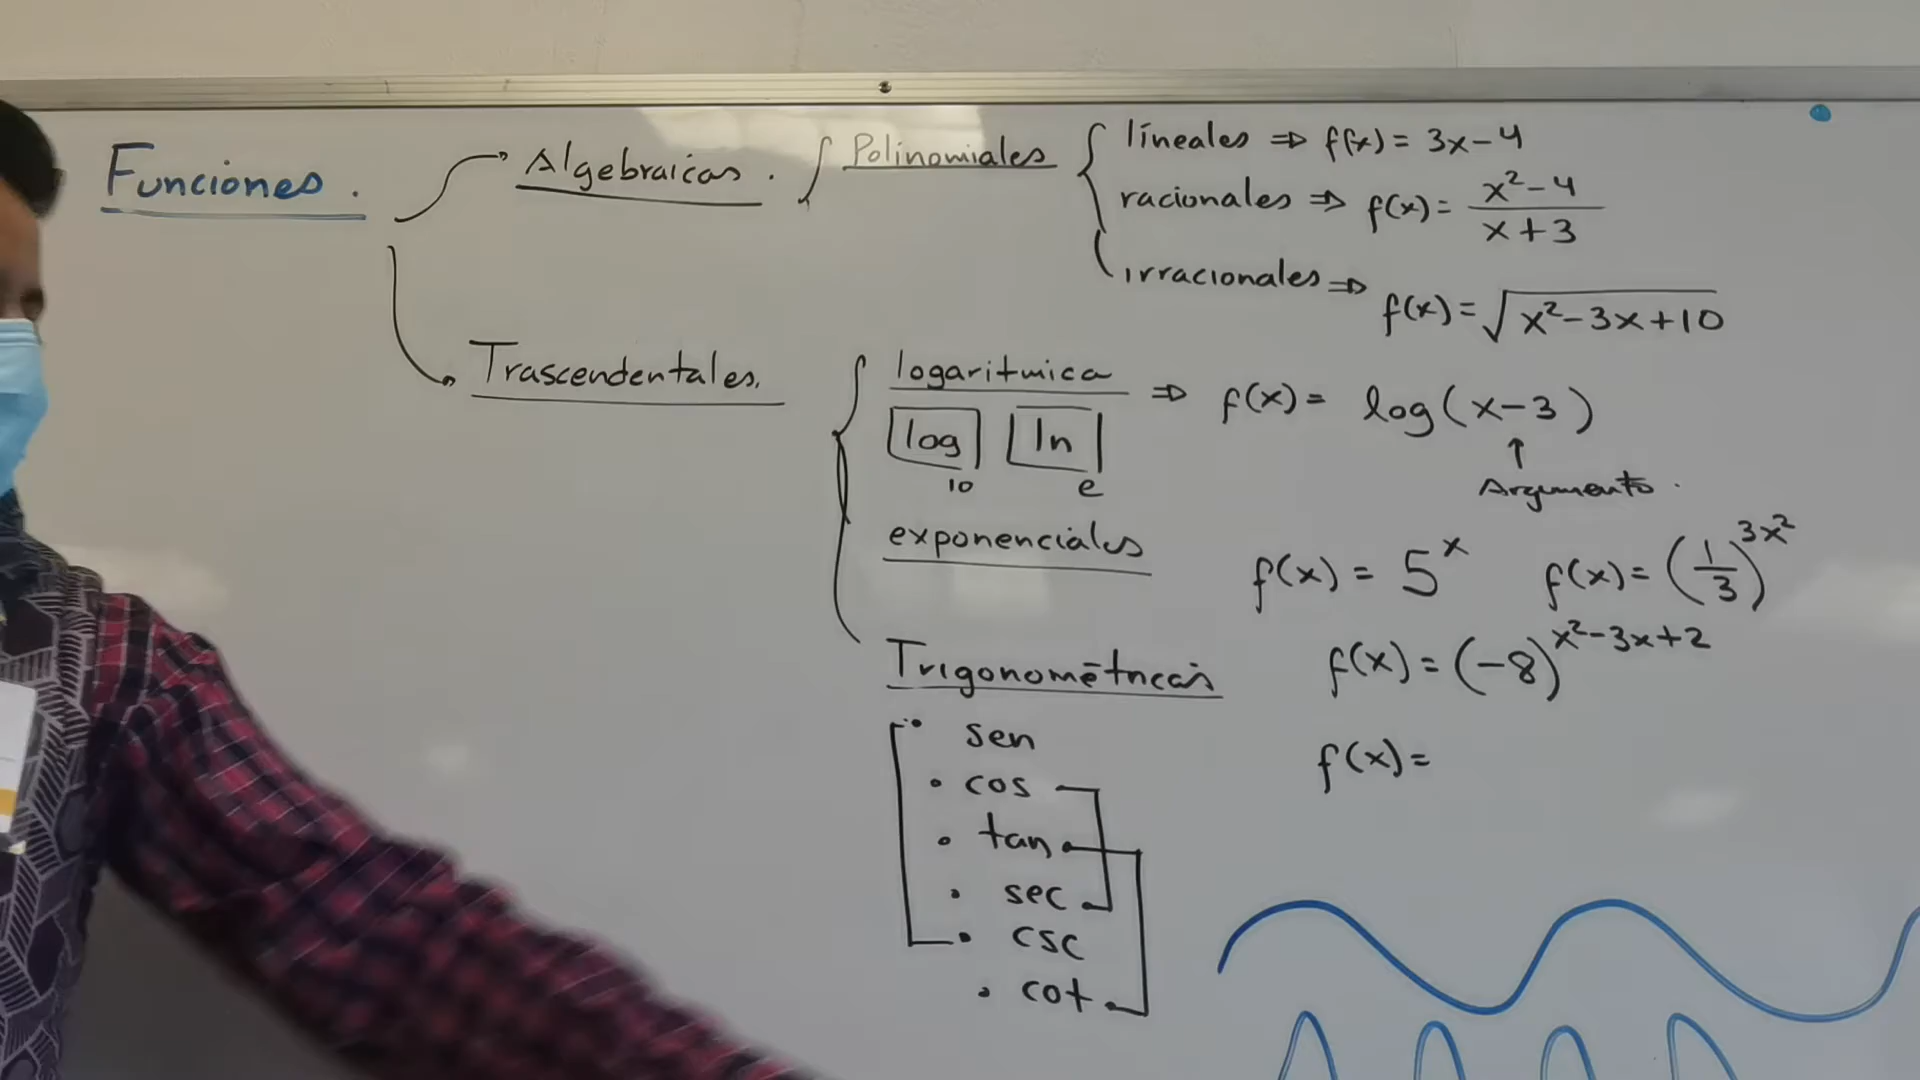 Funciones.
Algebraicas.
Polinomiales
líneales ⇒ f(x) = 3x-4
racionales ⇒ f(x) = (x²-4)/(x+3)
irracionales ⇒ f(x) = √(x²-3x+10)
Trascendentales.
logaritmica ⇒ f(x) = log(x-3)
log 10 ln e
↑
Argumento.
exponenciales
f(x) = 5^x f(x) = (1/3)^3x²
f(x) = (-8)^x²-3x+2
Trigonométricas
f(x) =
• sen
• cos
• tan
• sec
• csc
• cot